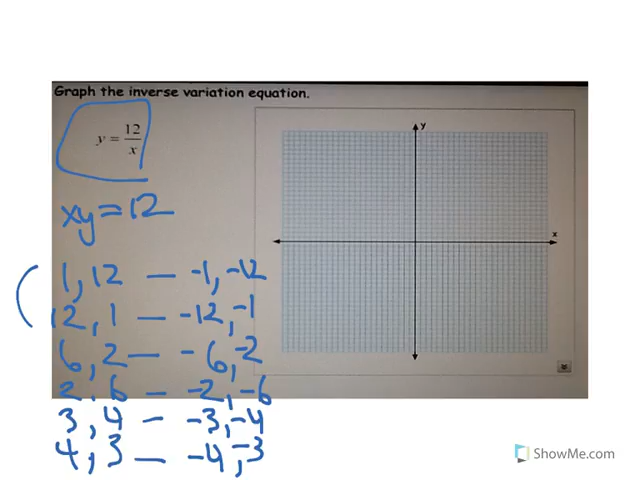 Graph the inverse variation equation.
y = 12/x
y
x
xy = 12
1, 12 — -1, -12
12, 1 — -12, -1
6, 2 — -6, -2
2, 6 — -2, -6
3, 4 — -3, -4
4, 3 — -4, -3
ShowMe.com